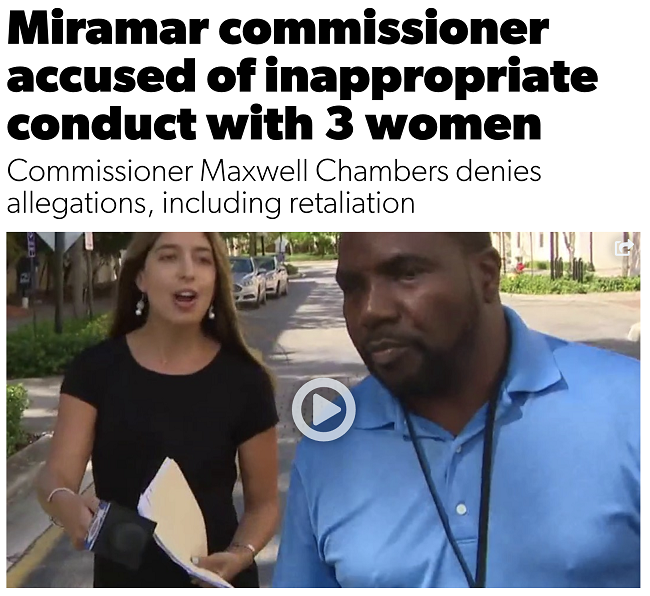 Miramar commissioner
accused of inappropriate
conduct with 3 women
Commissioner Maxwell Chambers denies
allegations, including retaliation